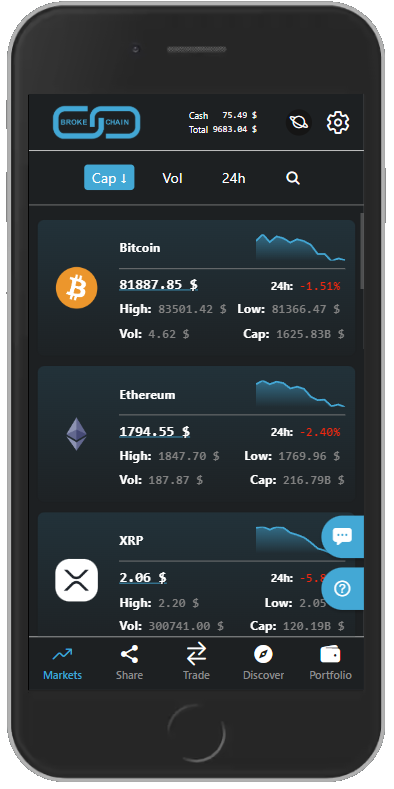 BROKE CHAIN
Cash 75.49 $
Total 9683.04 $
Cap ↓ Vol 24h
Bitcoin
81887.85 $ 24h: -1.51%
High: 83501.42 $ Low: 81366.47 $
Vol: 4.62 $ Cap: 1625.83B $
Ethereum
1794.55 $ 24h: -2.40%
High: 1847.70 $ Low: 1769.96 $
Vol: 187.87 $ Cap: 216.79B $
XRP
2.06 $ 24h: -5.8
High: 2.20 $ Low: 2.05
Vol: 300741.00 $ Cap: 120.19B $
Markets Share Trade Discover Portfolio